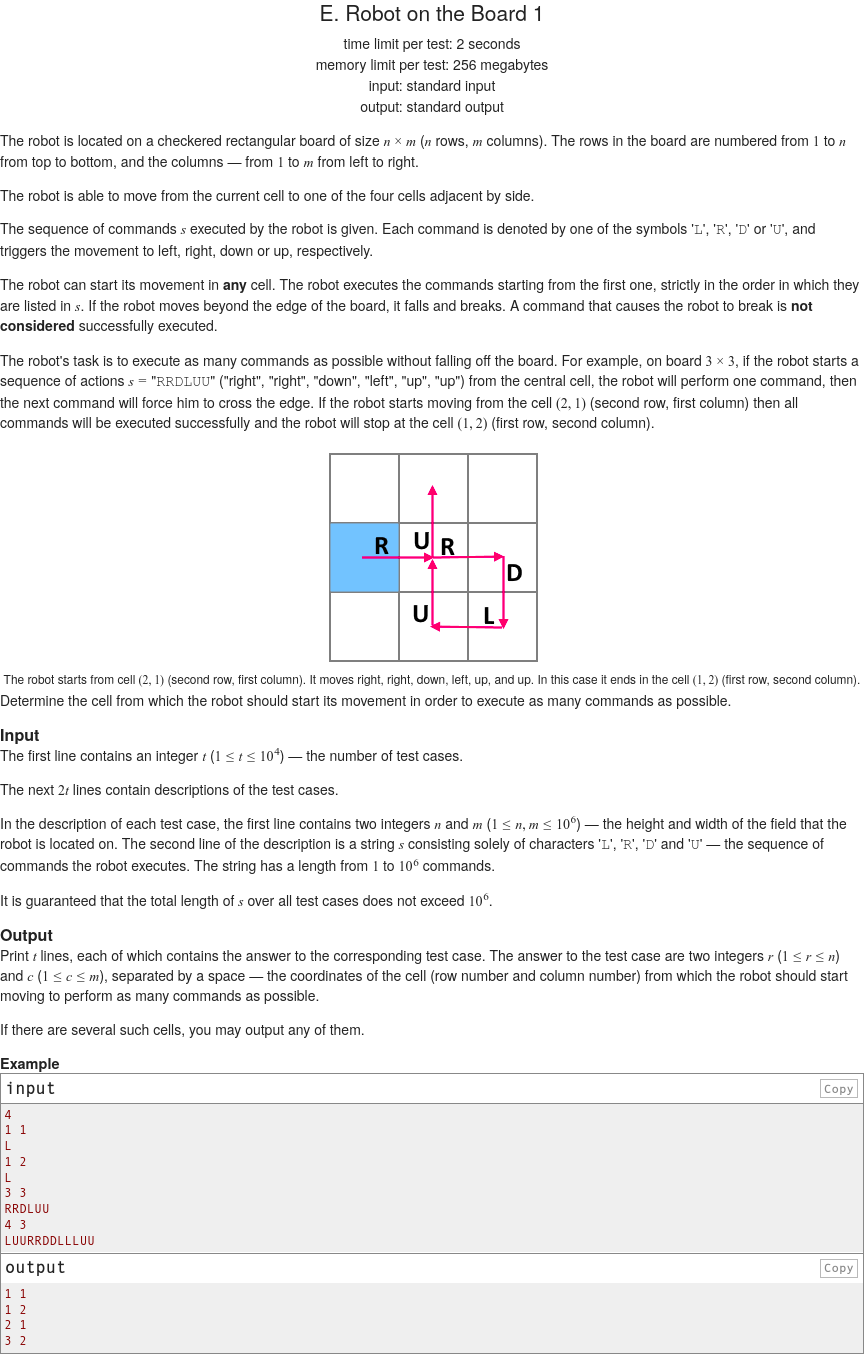 E. Robot on the Board 1
time limit per test: 2 seconds
memory limit per test: 256 megabytes
input: standard input
output: standard output
The robot is located on a checkered rectangular board of size n × m (n rows, m columns). The rows in the board are numbered from 1 to n
from top to bottom, and the columns — from 1 to m from left to right.
The robot is able to move from the current cell to one of the four cells adjacent by side.
The sequence of commands s executed by the robot is given. Each command is denoted by one of the symbols 'L', 'R', 'D' or 'U', and
triggers the movement to left, right, down or up, respectively.
The robot can start its movement in any cell. The robot executes the commands starting from the first one, strictly in the order in which they
are listed in s. If the robot moves beyond the edge of the board, it falls and breaks. A command that causes the robot to break is not
considered successfully executed.
The robot's task is to execute as many commands as possible without falling off the board. For example, on board 3 × 3, if the robot starts a
sequence of actions s = "RRDLUU" ("right", "right", "down", "left", "up", "up") from the central cell, the robot will perform one command, then
the next command will force him to cross the edge. If the robot starts moving from the cell (2, 1) (second row, first column) then all
commands will be executed successfully and the robot will stop at the cell (1, 2) (first row, second column).
R U R
D
U L
The robot starts from cell (2, 1) (second row, first column). It moves right, right, down, left, up, and up. In this case it ends in the cell (1, 2) (first row, second column).
Determine the cell from which the robot should start its movement in order to execute as many commands as possible.
Input
The first line contains an integer t (1 ≤ t ≤ 10⁴) — the number of test cases.
The next 2t lines contain descriptions of the test cases.
In the description of each test case, the first line contains two integers n and m (1 ≤ n, m ≤ 10⁶) — the height and width of the field that the
robot is located on. The second line of the description is a string s consisting solely of characters 'L', 'R', 'D' and 'U' — the sequence of
commands the robot executes. The string has a length from 1 to 10⁶ commands.
It is guaranteed that the total length of s over all test cases does not exceed 10⁶.
Output
Print t lines, each of which contains the answer to the corresponding test case. The answer to the test case are two integers r (1 ≤ r ≤ n)
and c (1 ≤ c ≤ m), separated by a space — the coordinates of the cell (row number and column number) from which the robot should start
moving to perform as many commands as possible.
If there are several such cells, you may output any of them.
Example
input Copy
4
1 1
L
1 2
L
3 3
RRDLUU
4 3
LUURRDDLLLUU
output Copy
1 1
1 2
2 1
3 2